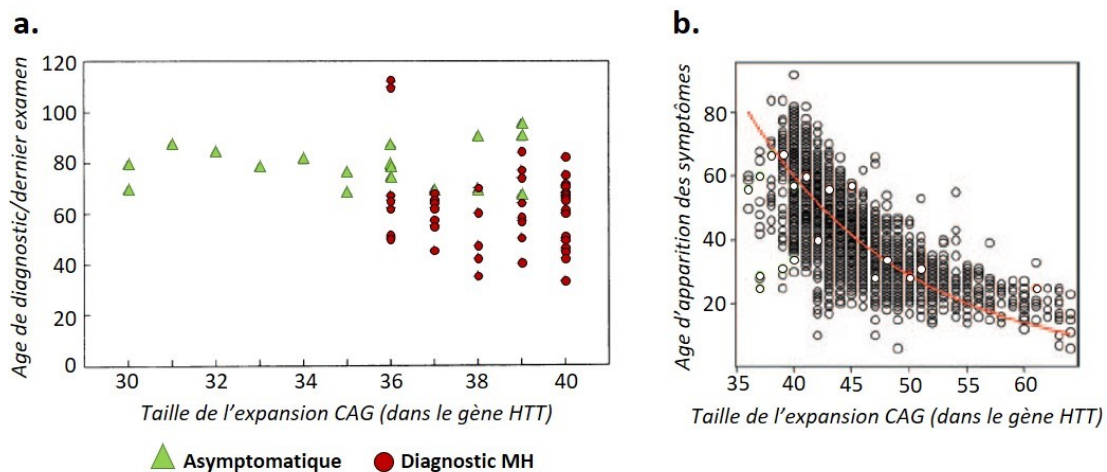 a.
Age de diagnostic/dernier examen
120
100
80
60
40
20
0
30 32 34 36 38 40
Taille de l'expansion CAG (dans le gène HTT)
Asymptomatique Diagnostic MH
b.
Age d'apparition des symptômes
80
60
40
20
35 40 45 50 55 60
Taille de l'expansion CAG (dans le gène HTT)